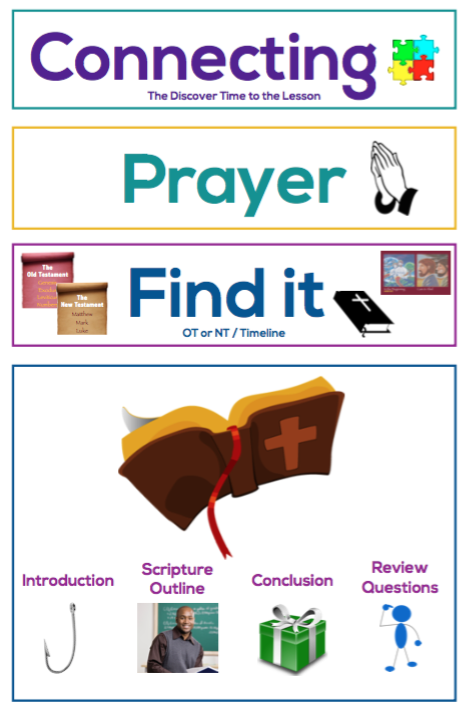 Connecting
The Discover Time to the Lesson
Prayer
The
Old Testament
The
New Testament
Matthew
Mark
Luke
Find it
OT or NT / Timeline
Introduction
Scripture
Outline
Conclusion
Review
Questions